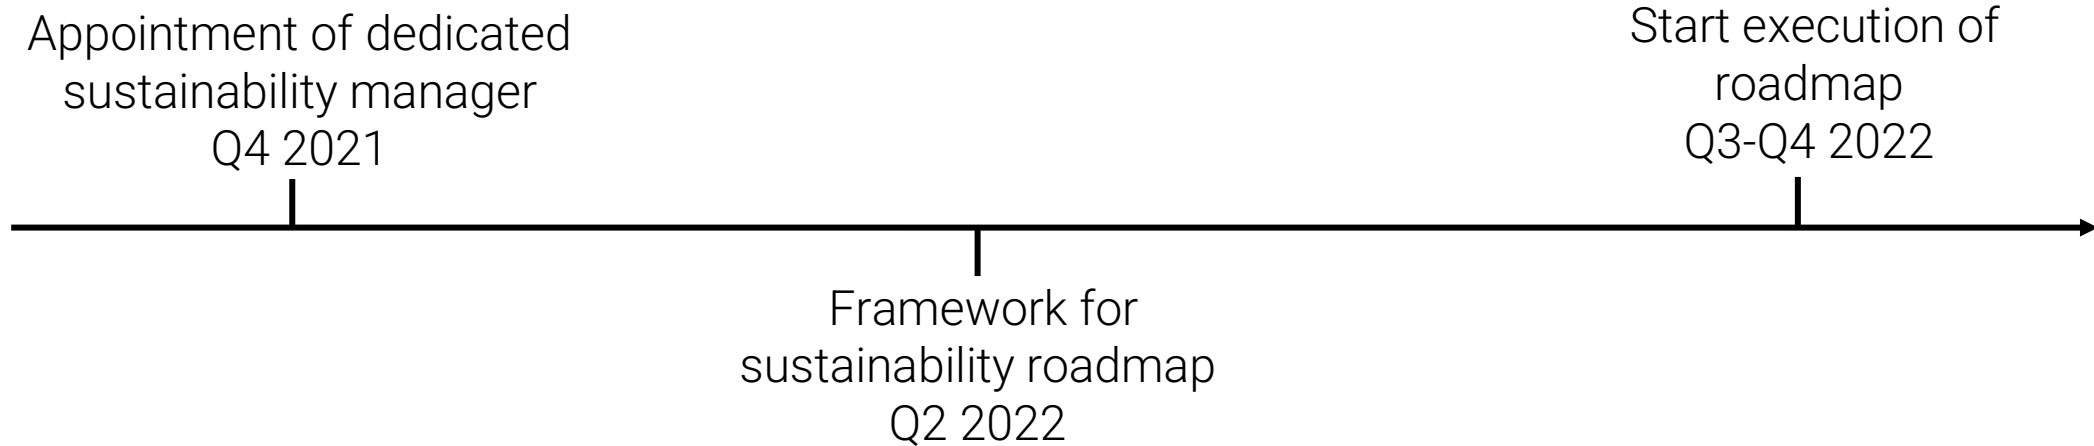 Appointment of dedicated
sustainability manager
Q4 2021
Framework for
sustainability roadmap
Q2 2022
Start execution of
roadmap
Q3-Q4 2022